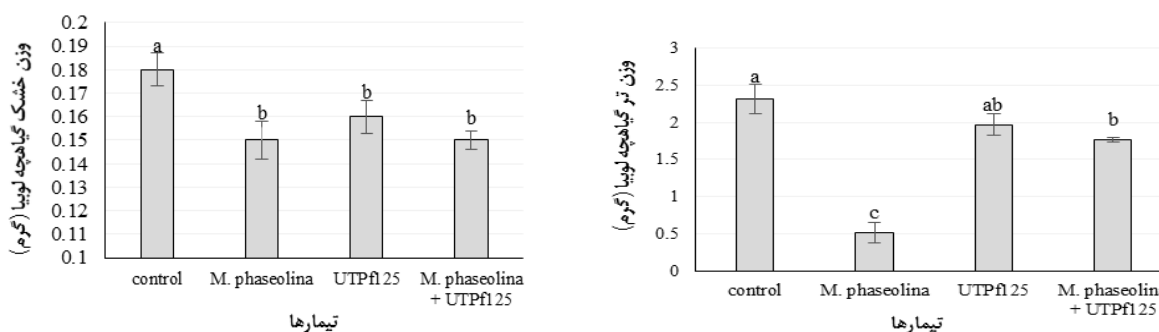 وزن خشک گیاهچه لوبیا (گرم)
0.2
0.19
0.18
0.17
0.16
0.15
0.14
0.13
0.12
0.11
0.1
a
b
b
b
control
M. phaseolina
UTPf125
M. phaseolina
+ UTPf125
تیمارها
وزن تر گیاهچه لوبیا (گرم)
3
2.5
2
1.5
1
0.5
0
a
c
ab
b
control
M. phaseolina
UTPf125
M. phaseolin
+ UTPf125
تیمارها